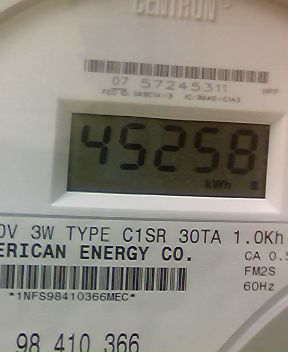 CENTRON
07 57245311
45258
kWh
0V 3W TYPE C1SR 30TA 1.0Kh
ERICAN ENERGY CO.
CA 0.5
FM2S
*1NFS98410366MEC*
60Hz
98 410 366